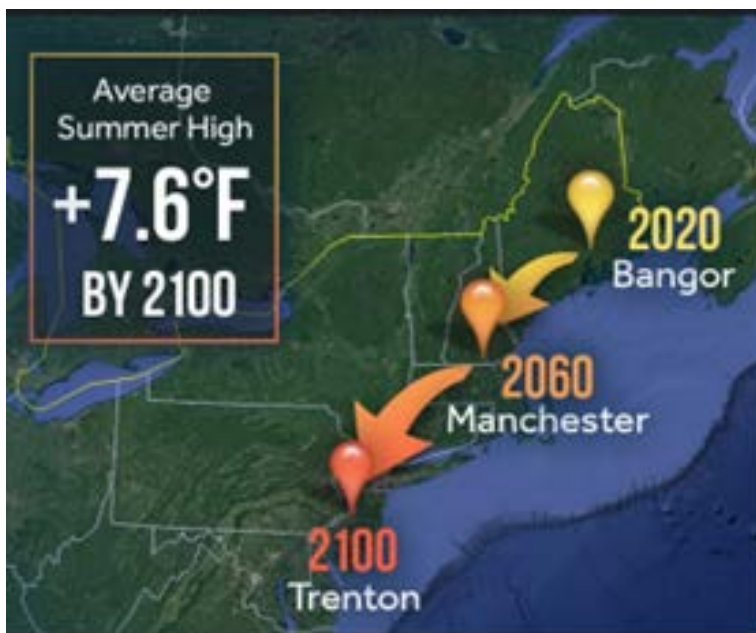 Average
Summer High
+7.6°F
BY 2100
2020
Bangor
2060
Manchester
2100
Trenton